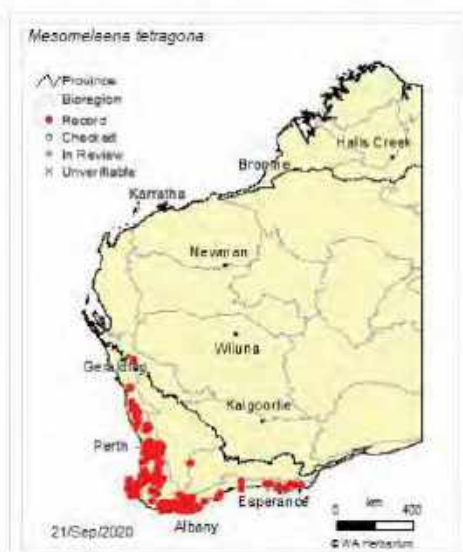 Mesomelaena tetragona
Province
Bioregion
Record
Checked
In Review
Unverifiable
Halls Creek
Broome
Karratha
Newman
Wiluna
Geraldton
Kalgoorlie
Perth
Esperance
km
0 400
Albany
21/Sep/2020
© WA Herbarium